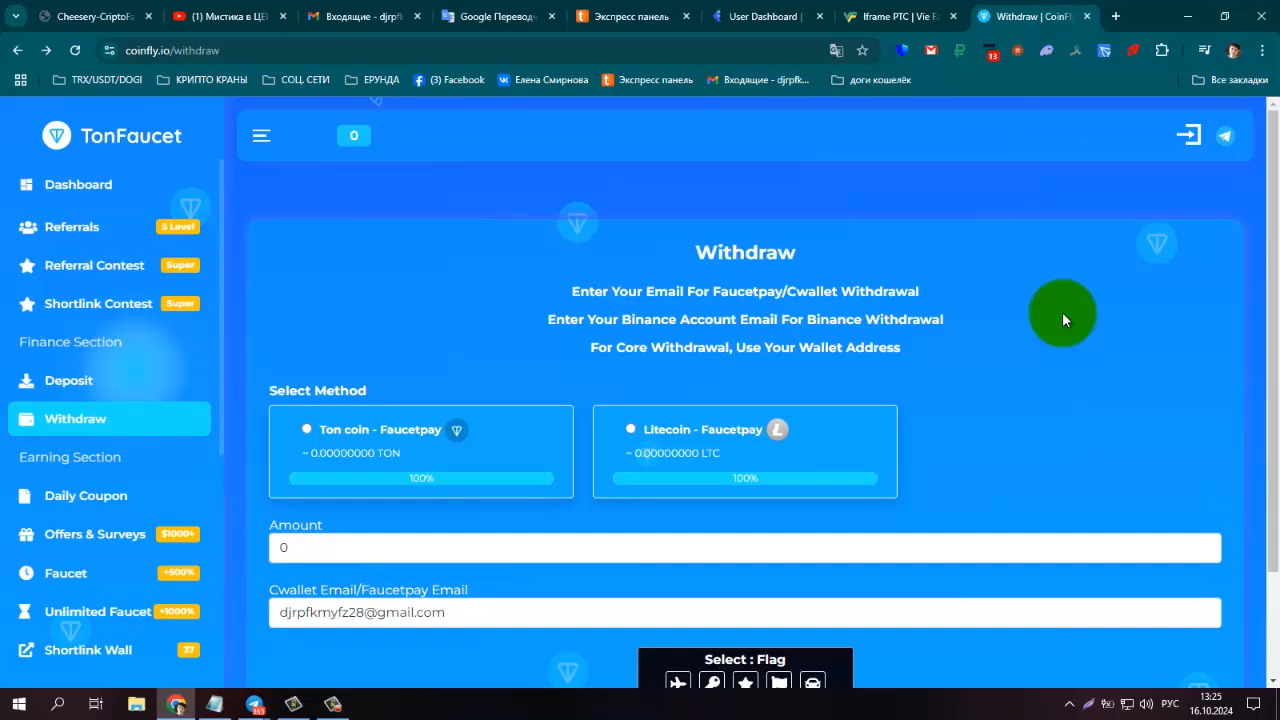 Cheesery-CriptoFa
(1) Мистика в ЦЕР
Входящие - djrpfk
Google Переводч
Экспресс панель
User Dashboard |
Iframe PTC | Vie Fa
Withdraw | CoinFly
coinfly.io/withdraw
13
TRX/USDT/DOGI
КРИПТО КРАНЫ
СОЦ. СЕТИ
ЕРУНДА
(3) Facebook
Елена Смирнова
Экспресс панель
Входящие - djrpfk...
доги кошелёк
Все закладки
TonFaucet
0
Dashboard
Referrals 5 Level
Referral Contest Super
Shortlink Contest Super
Finance Section
Deposit
Withdraw
Earning Section
Daily Coupon
Offers & Surveys $1000+
Faucet +500%
Unlimited Faucet +1000%
Shortlink Wall 37
Withdraw
Enter Your Email For Faucetpay/Cwallet Withdrawal
Enter Your Binance Account Email For Binance Withdrawal
For Core Withdrawal, Use Your Wallet Address
Select Method
Ton coin - Faucetpay
~ 0.00000000 TON
100%
Litecoin - Faucetpay
~ 0.00000000 LTC
100%
Amount
0
Cwallet Email/Faucetpay Email
djrpfkmyfz28@gmail.com
Select : Flag
РУС
13:25
16.10.2024